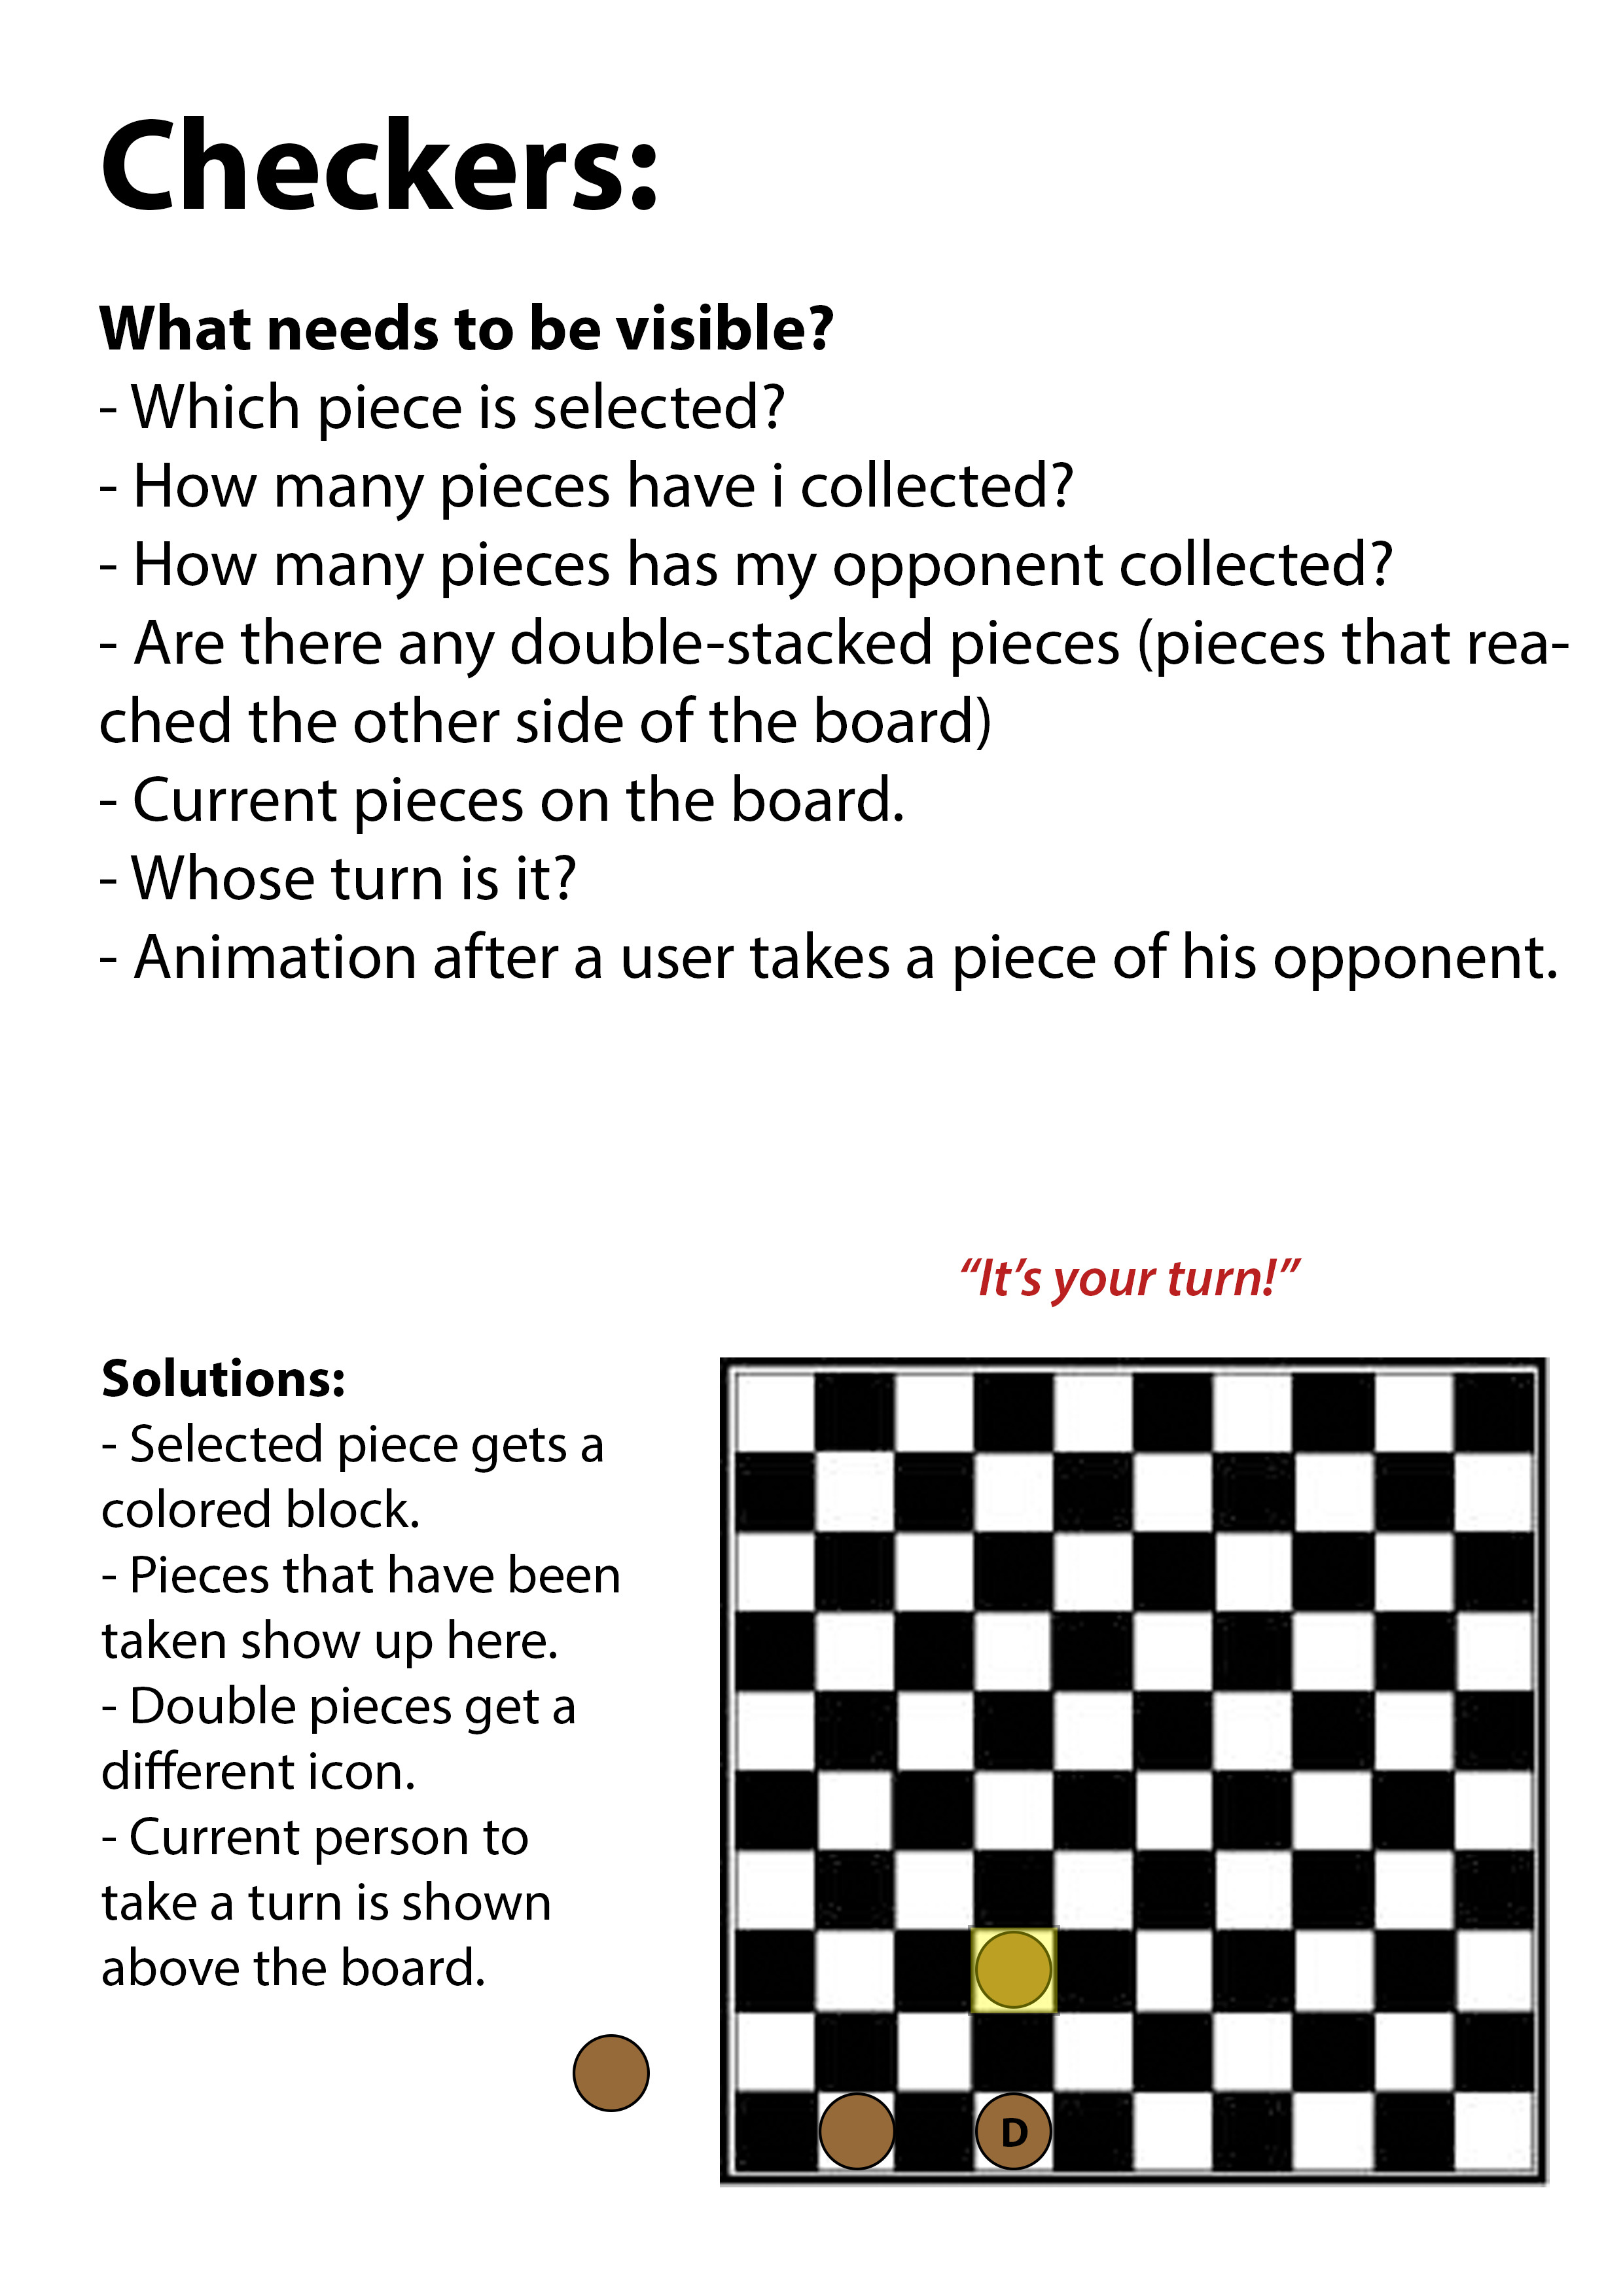 Checkers:
What needs to be visible?
- Which piece is selected?
- How many pieces have i collected?
- How many pieces has my opponent collected?
- Are there any double-stacked pieces (pieces that rea-
ched the other side of the board)
- Current pieces on the board.
- Whose turn is it?
- Animation after a user takes a piece of his opponent.
“It’s your turn!”
Solutions:
- Selected piece gets a
colored block.
- Pieces that have been
taken show up here.
- Double pieces get a
different icon.
- Current person to
take a turn is shown
above the board.
D